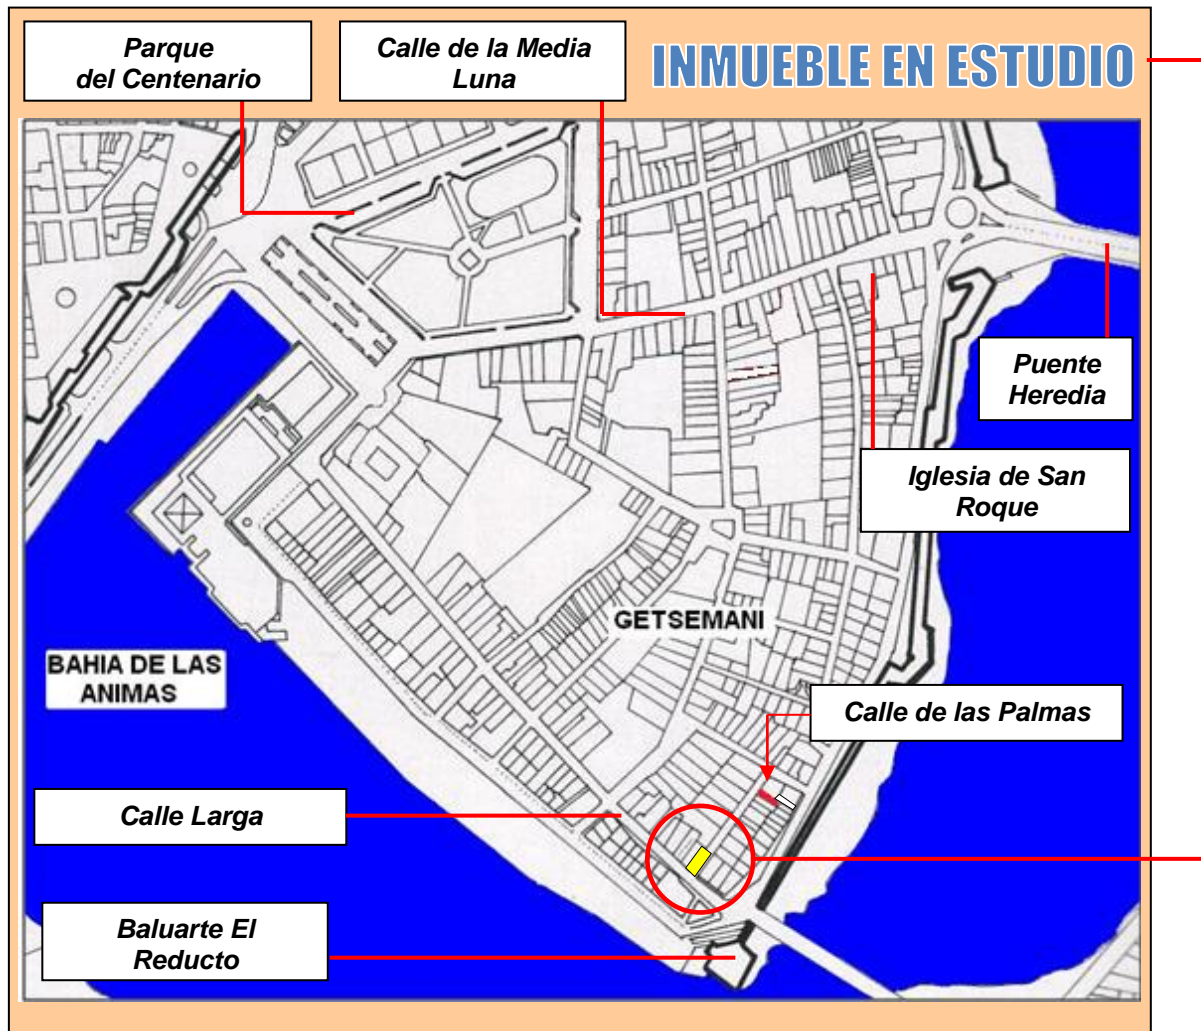 Parque
del Centenario
Calle de la Media
Luna
INMUEBLE EN ESTUDIO
Puente
Heredia
Iglesia de San
Roque
GETSEMANI
BAHIA DE LAS
ANIMAS
Calle de las Palmas
Calle Larga
Baluarte El
Reducto